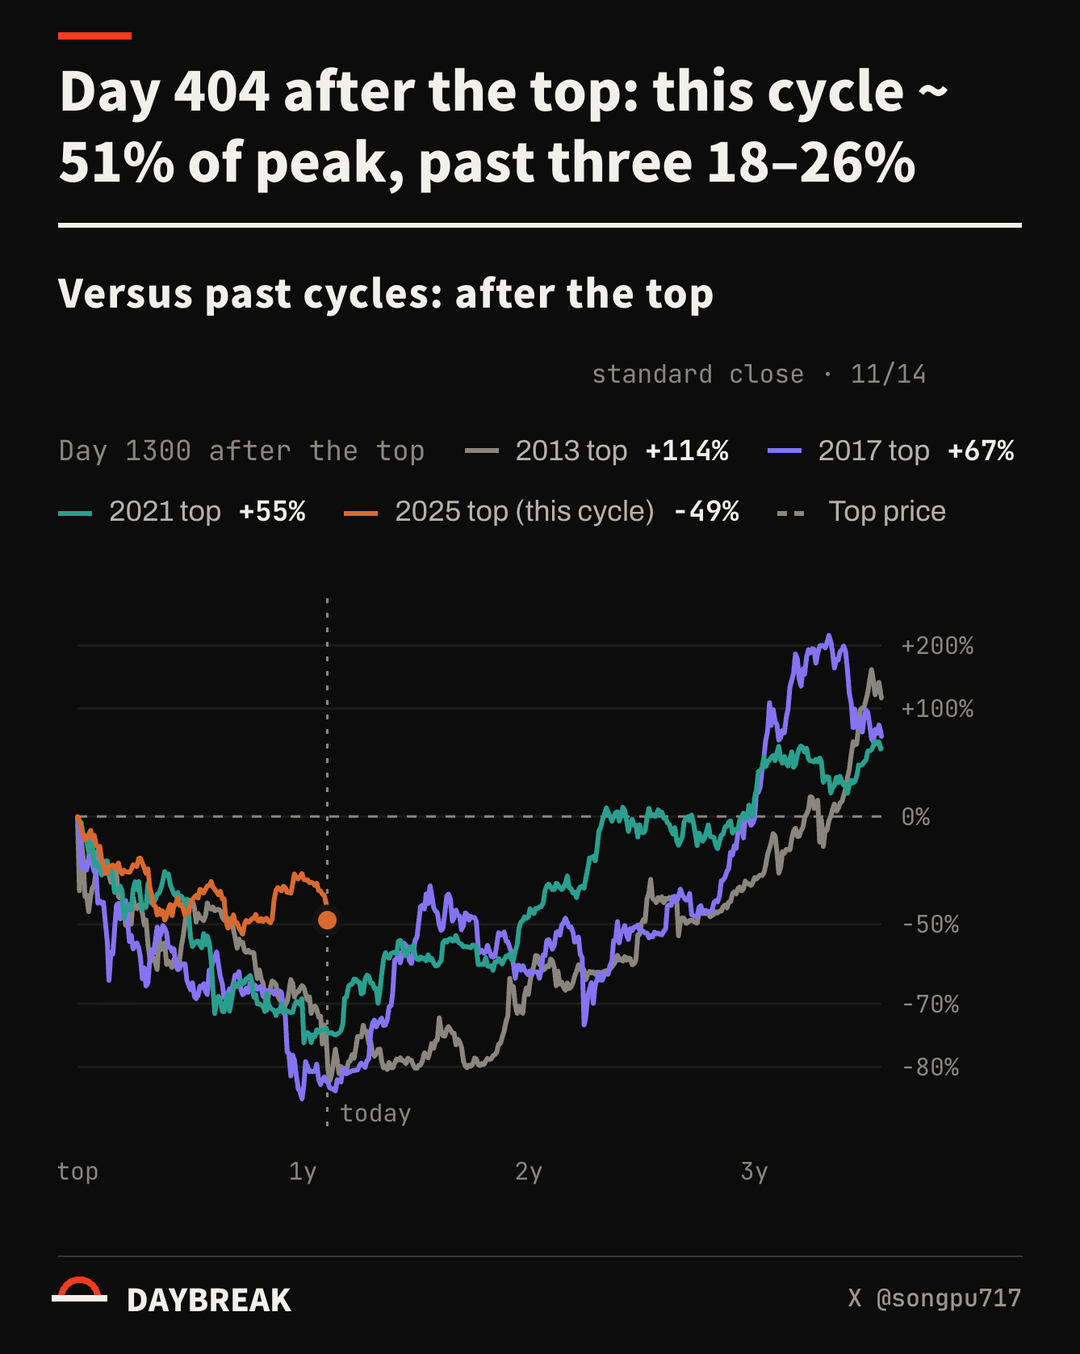 Day 404 after the top: this cycle ~
51% of peak, past three 18–26%
Versus past cycles: after the top
standard close · 11/14
Day 1300 after the top 2013 top +114% 2017 top +67%
2021 top +55% 2025 top (this cycle) -49% Top price
+200%
+100%
0%
-50%
-70%
-80%
today
top 1y 2y 3y
DAYBREAK X @songpu717